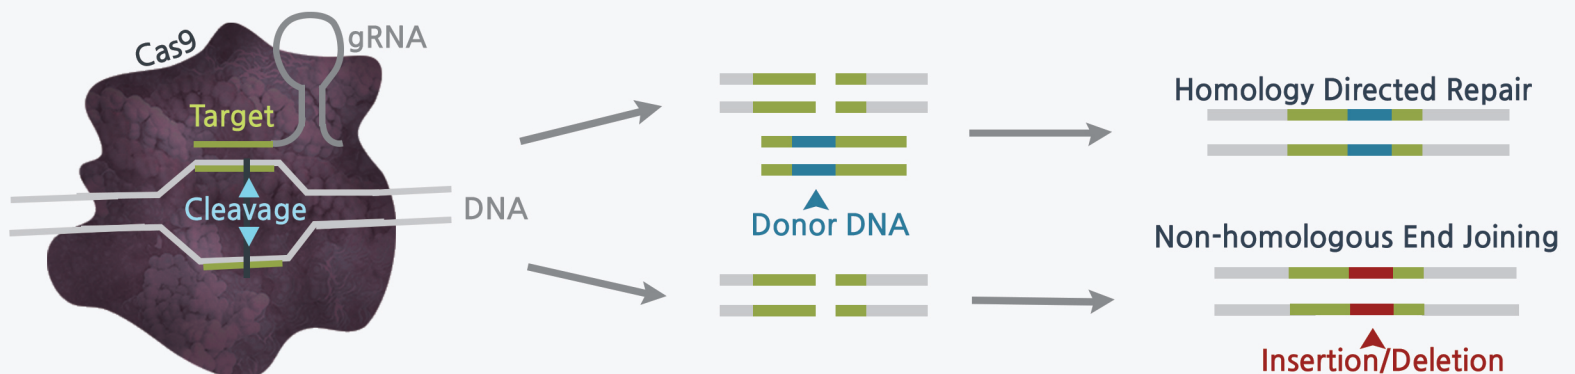 Cas9
gRNA
Target
Cleavage
DNA
Donor DNA
Homology Directed Repair
Non-homologous End Joining
Insertion/Deletion